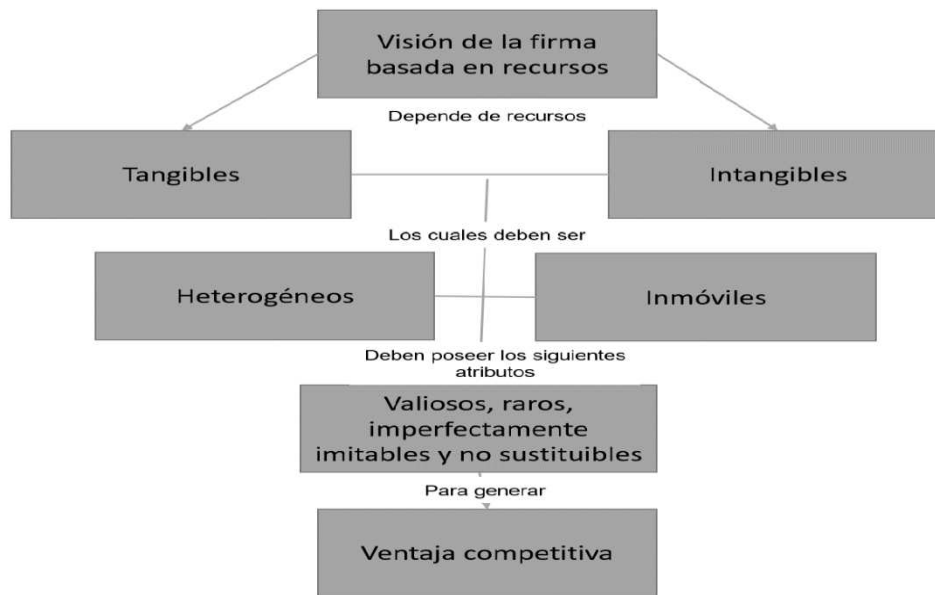 Visión de la firma
basada en recursos
Depende de recursos
Tangibles
Intangibles
Los cuales deben ser
Heterogéneos
Inmóviles
Deben poseer los siguientes
atributos
Valiosos, raros,
imperfectamente
imitables y no sustituibles
Para generar
Ventaja competitiva